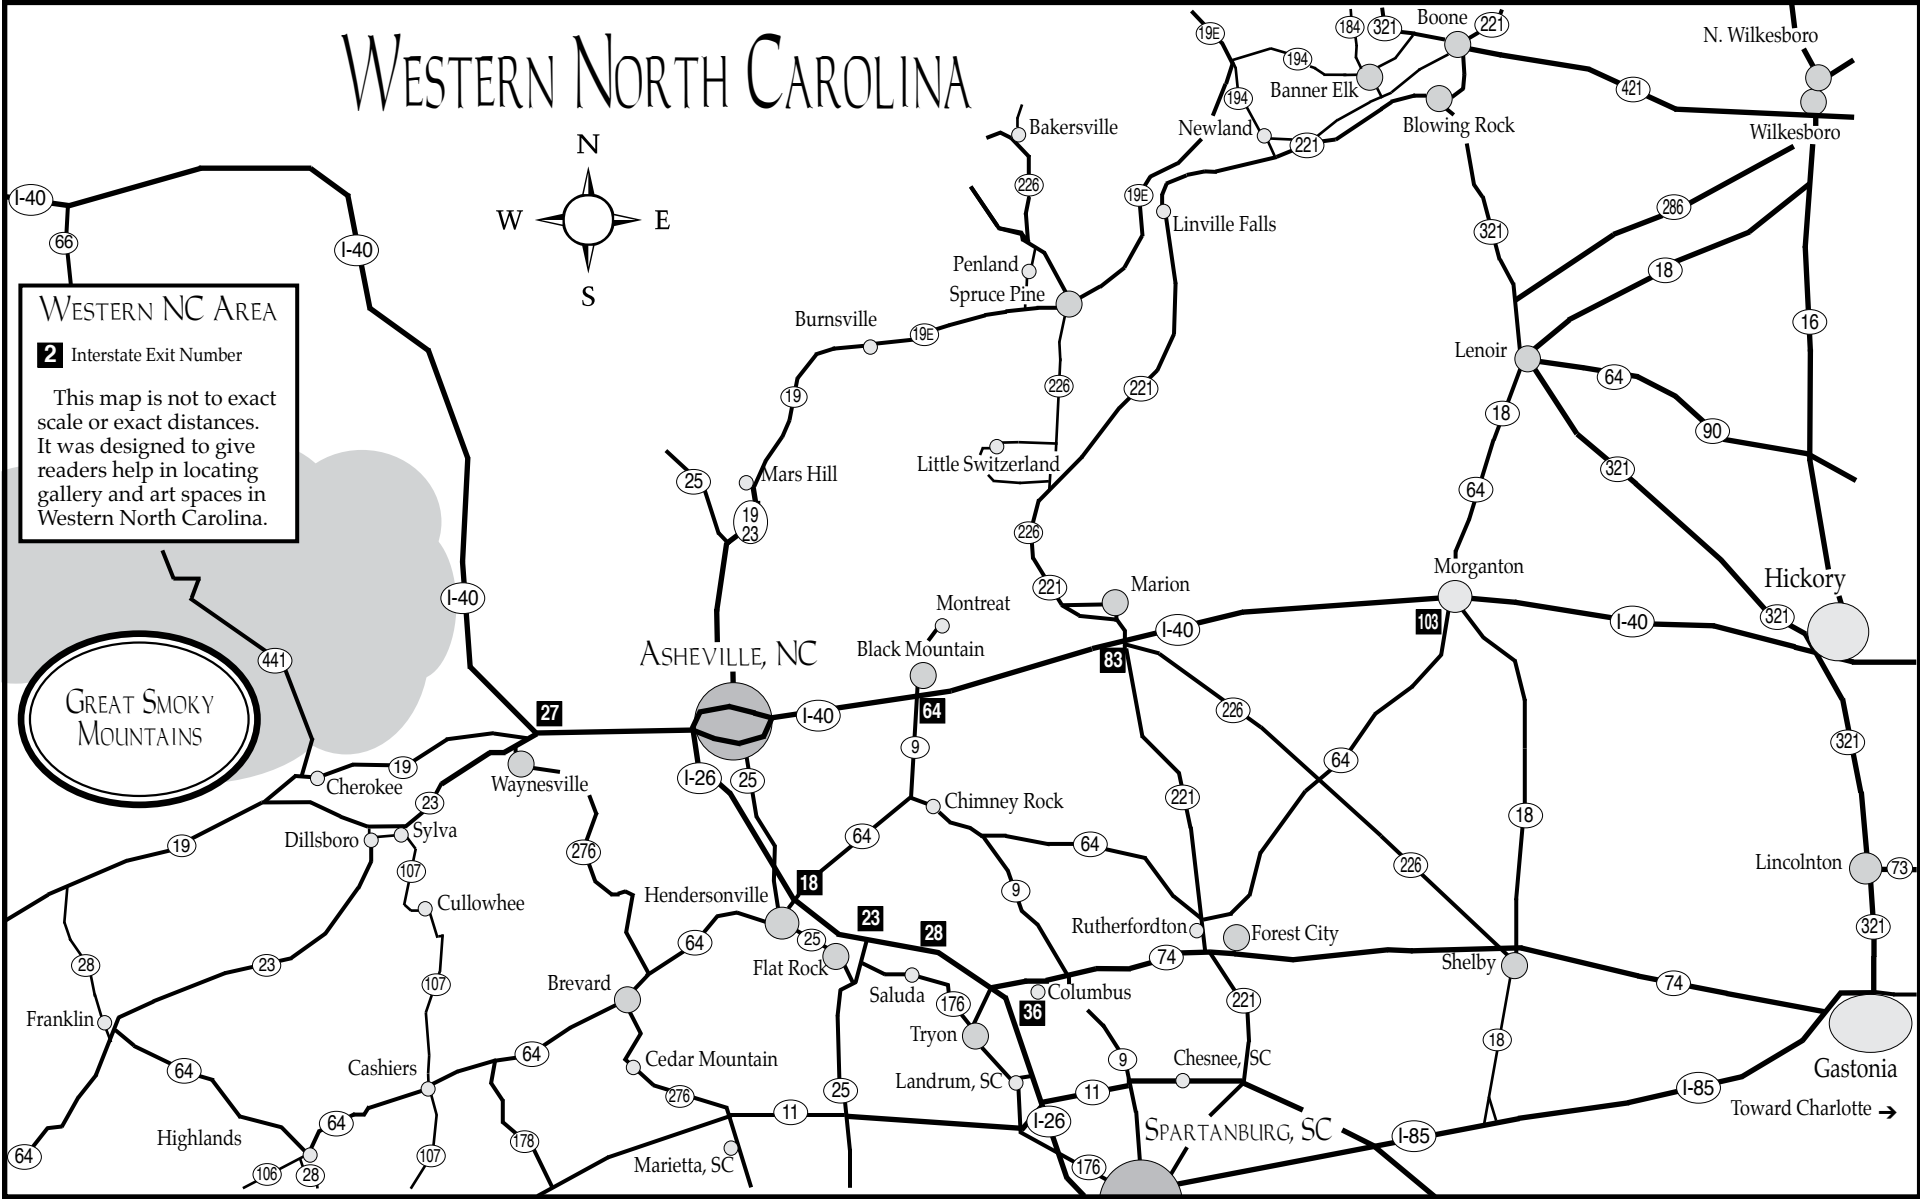 WESTERN NORTH CAROLINA
N
W
E
S
WESTERN NC AREA
2 Interstate Exit Number
This map is not to exact
scale or exact distances.
It was designed to give
readers help in locating
gallery and art spaces in
Western North Carolina.
GREAT SMOKY
MOUNTAINS
I-40
66
I-40
I-40
441
27
19E
194
184
321
Boone
221
N. Wilkesboro
Banner Elk
421
194
Newland
221
Blowing Rock
Wilkesboro
Bakersville
226
19E
Linville Falls
321
286
18
16
Penland
Spruce Pine
Burnsville
19E
19
226
221
Lenoir
64
18
90
321
64
Little Switzerland
Mars Hill
25
19
23
226
221
Marion
Morganton
103
Hickory
321
I-40
I-40
83
Montreat
Black Mountain
ASHEVILLE, NC
I-40
64
9
226
64
321
I-26
25
Waynesville
Cherokee
19
23
Sylva
Dillsboro
19
107
Cullowhee
276
Chimney Rock
64
64
221
18
226
Lincolnton
73
321
18
Hendersonville
23
28
9
Rutherfordton
Forest City
64
25
Flat Rock
74
Shelby
74
28
23
107
Brevard
Saluda
176
Columbus
36
221
Franklin
Tryon
18
Gastonia
64
Cashiers
64
Cedar Mountain
Landrum, SC
9
Chesnee, SC
276
25
11
11
I-85
Toward Charlotte ➔
64
Highlands
64
178
I-26
SPARTANBURG, SC
I-85
107
Marietta, SC
176
106
28